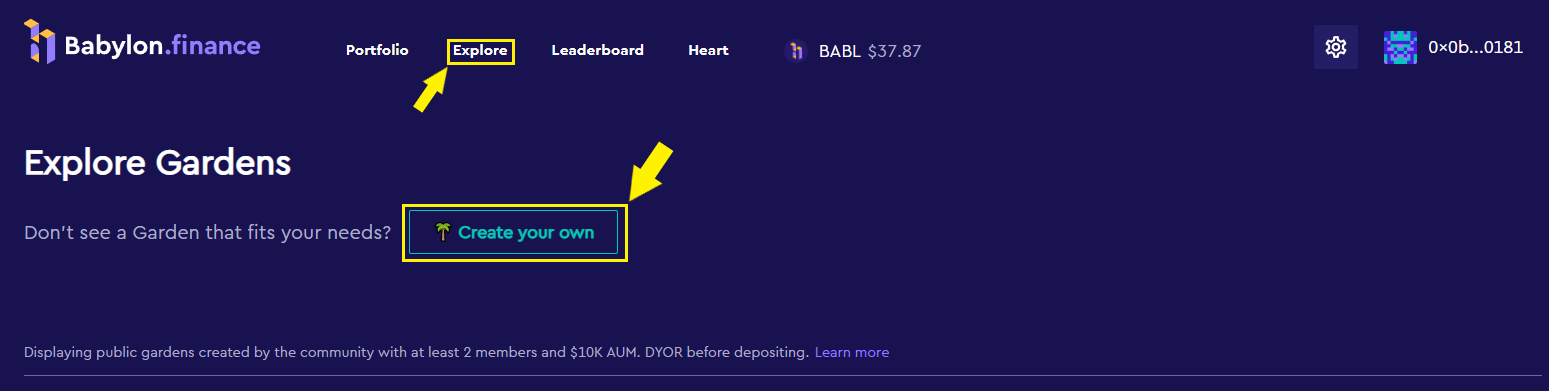 Babylon.finance Portfolio Explore Leaderboard Heart BABL $37.87 0x0b...0181
Explore Gardens
Don't see a Garden that fits your needs? Create your own
Displaying public gardens created by the community with at least 2 members and $10K AUM. DYOR before depositing. Learn more